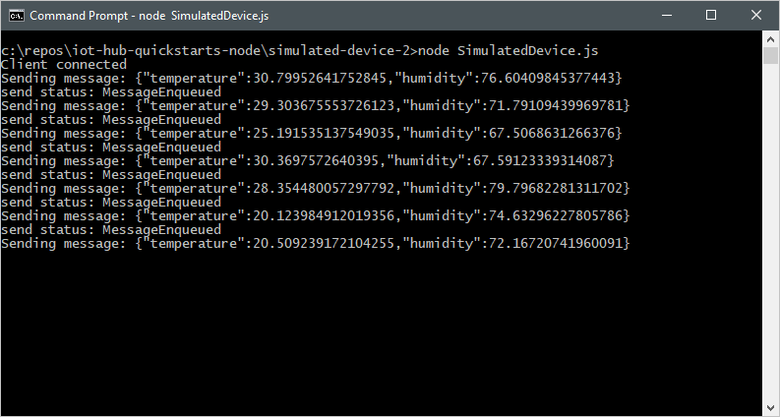 Command Prompt - node  SimulatedDevice.js
c:\repos\iot-hub-quickstarts-node\simulated-device-2>node SimulatedDevice.js
Client connected
Sending message: {"temperature":30.79952641752845,"humidity":76.60409845377443}
send status: MessageEnqueued
Sending message: {"temperature":29.303675553726123,"humidity":71.79109439969781}
send status: MessageEnqueued
Sending message: {"temperature":25.191535137549035,"humidity":67.5068631266376}
send status: MessageEnqueued
Sending message: {"temperature":30.3697572640395,"humidity":67.59123339314087}
send status: MessageEnqueued
Sending message: {"temperature":28.354480057297792,"humidity":79.79682281311702}
send status: MessageEnqueued
Sending message: {"temperature":20.123984912019356,"humidity":74.63296227805786}
send status: MessageEnqueued
Sending message: {"temperature":20.509239172104255,"humidity":72.16720741960091}